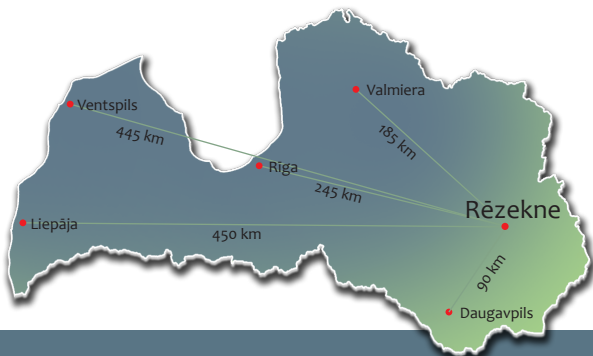 Valmiera
Ventspils
445 km
185 km
Rīga
245 km
Rēzekne
Liepāja
450 km
90 km
Daugavpils